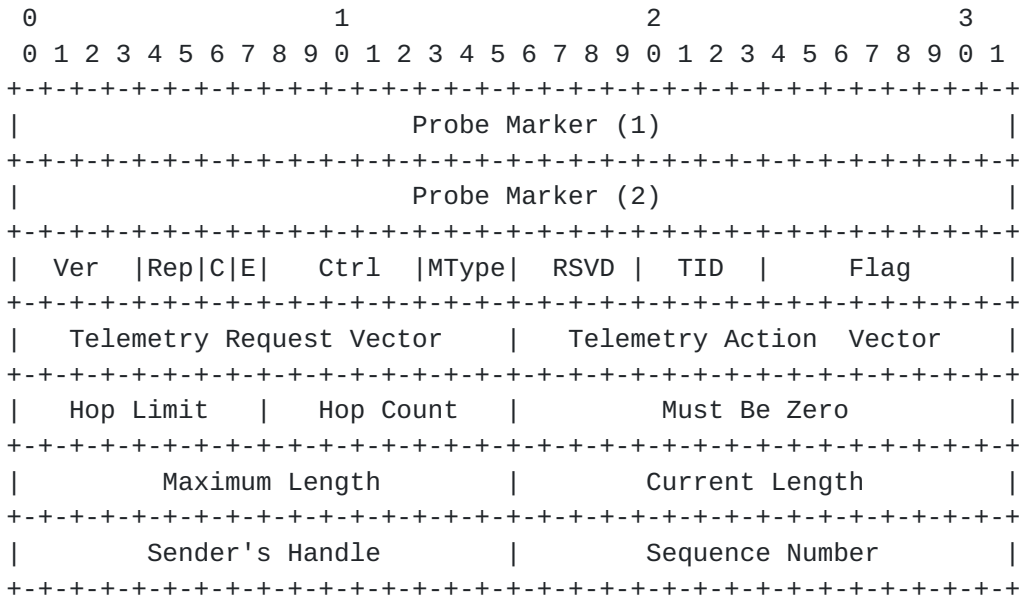 0                   1                   2                   3
 0 1 2 3 4 5 6 7 8 9 0 1 2 3 4 5 6 7 8 9 0 1 2 3 4 5 6 7 8 9 0 1
+-+-+-+-+-+-+-+-+-+-+-+-+-+-+-+-+-+-+-+-+-+-+-+-+-+-+-+-+-+-+-+-+
|                         Probe Marker (1)                      |
+-+-+-+-+-+-+-+-+-+-+-+-+-+-+-+-+-+-+-+-+-+-+-+-+-+-+-+-+-+-+-+-+
|                         Probe Marker (2)                      |
+-+-+-+-+-+-+-+-+-+-+-+-+-+-+-+-+-+-+-+-+-+-+-+-+-+-+-+-+-+-+-+-+
|  Ver  |Rep|C|E|   Ctrl  |MType|  RSVD |  TID  |     Flag      |
+-+-+-+-+-+-+-+-+-+-+-+-+-+-+-+-+-+-+-+-+-+-+-+-+-+-+-+-+-+-+-+-+
|   Telemetry Request Vector    |   Telemetry Action  Vector    |
+-+-+-+-+-+-+-+-+-+-+-+-+-+-+-+-+-+-+-+-+-+-+-+-+-+-+-+-+-+-+-+-+
|   Hop Limit   |   Hop Count   |         Must Be Zero          |
+-+-+-+-+-+-+-+-+-+-+-+-+-+-+-+-+-+-+-+-+-+-+-+-+-+-+-+-+-+-+-+-+
|         Maximum Length        |        Current Length         |
+-+-+-+-+-+-+-+-+-+-+-+-+-+-+-+-+-+-+-+-+-+-+-+-+-+-+-+-+-+-+-+-+
|        Sender's Handle        |        Sequence Number        |
+-+-+-+-+-+-+-+-+-+-+-+-+-+-+-+-+-+-+-+-+-+-+-+-+-+-+-+-+-+-+-+-+